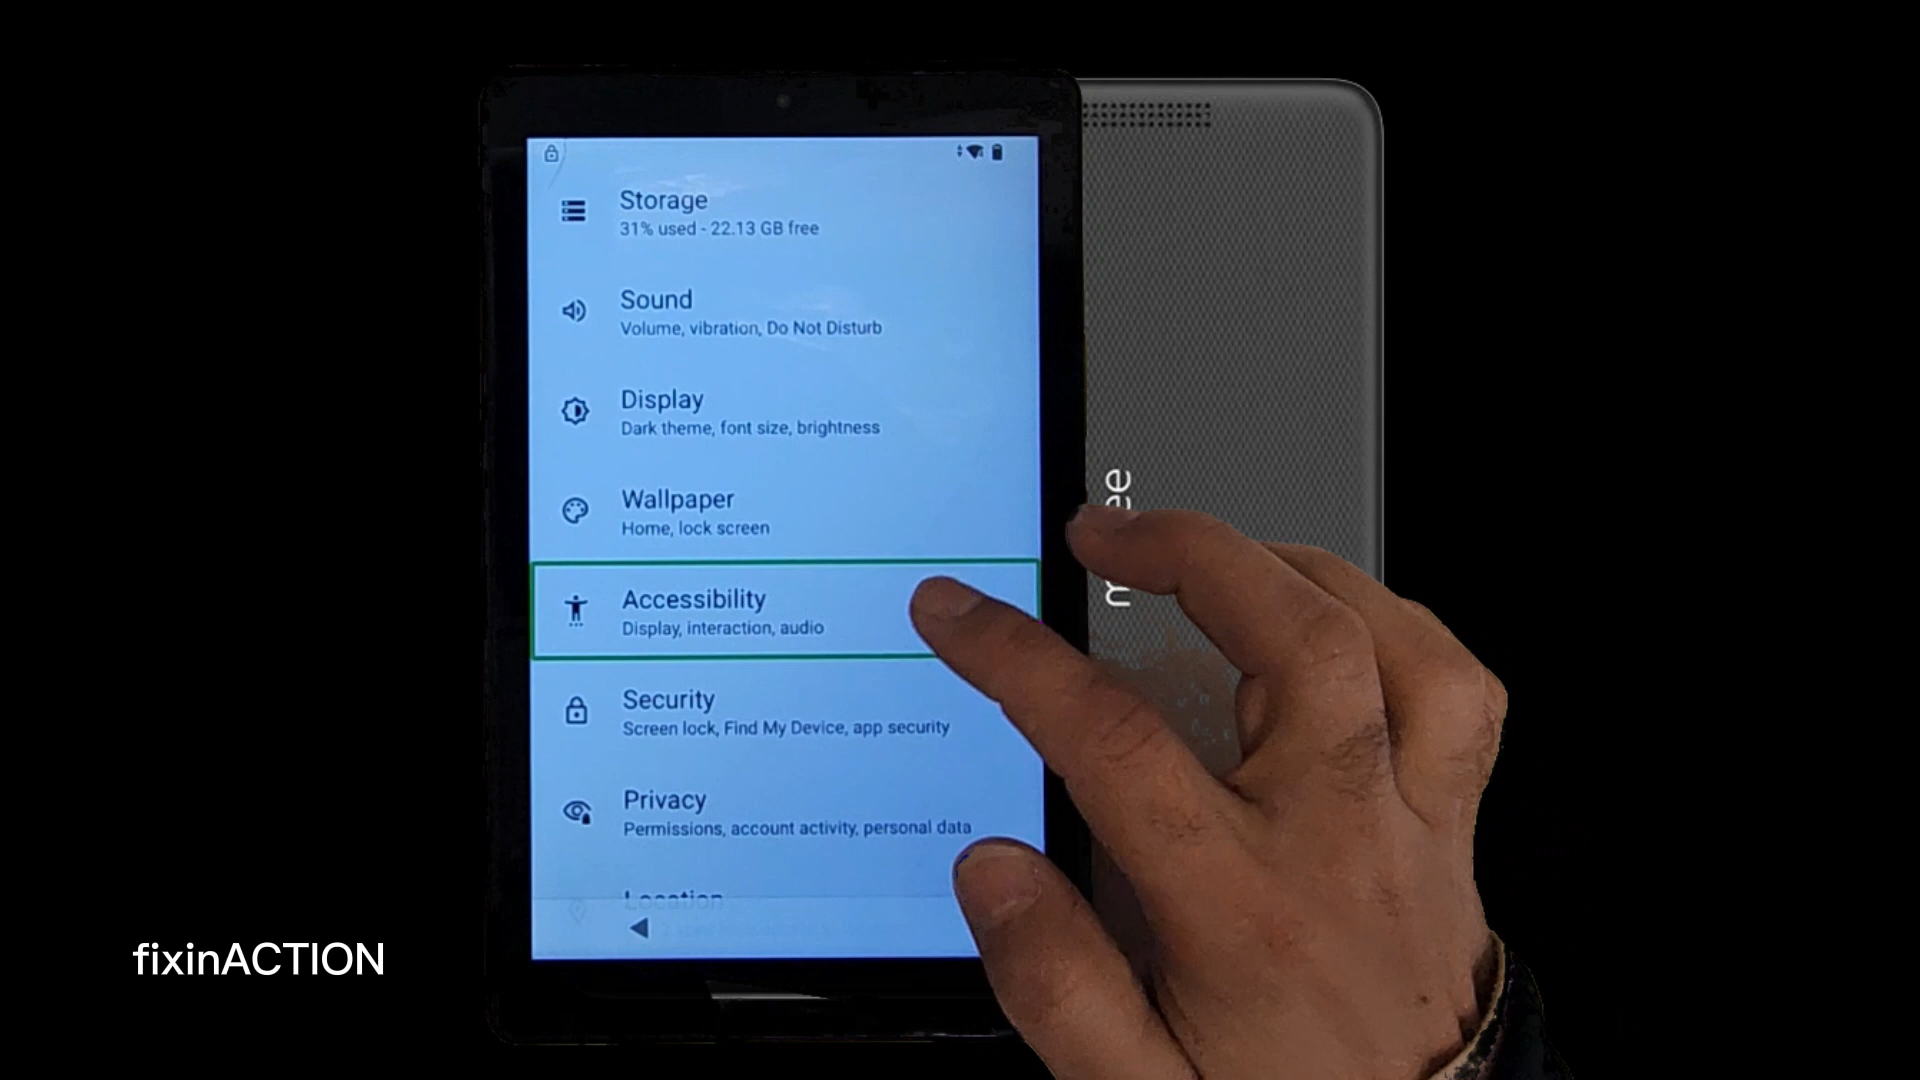 Storage
31% used - 22.13 GB free
Sound
Volume, vibration, Do Not Disturb
Display
Dark theme, font size, brightness
Wallpaper
Home, lock screen
Accessibility
Display, interaction, audio
Security
Screen lock, Find My Device, app security
Privacy
Permissions, account activity, personal data
Location
fixinACTION